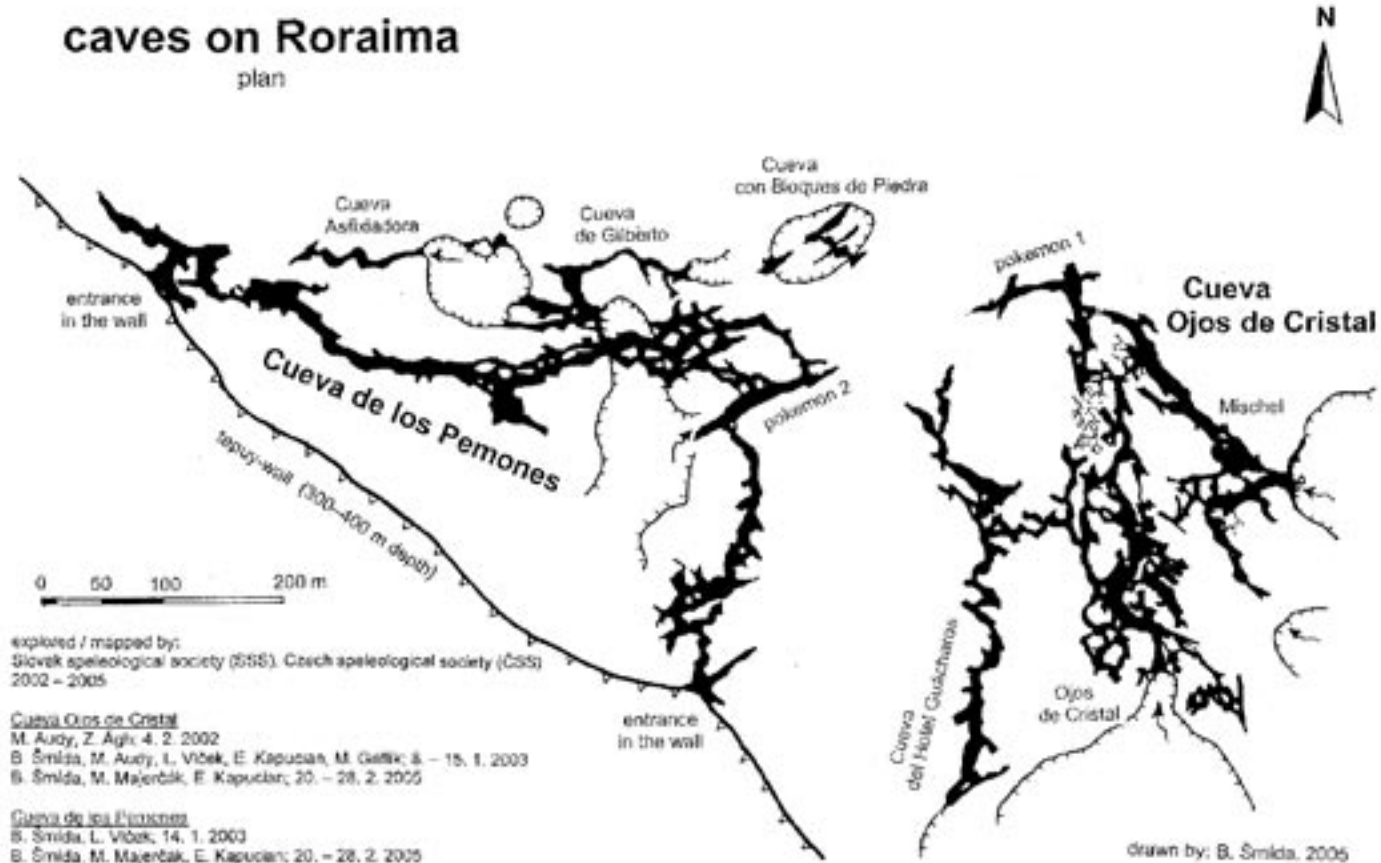 caves on Roraima
plan
N
Cueva
con Bloques de Piedra
Cueva
Asfixiadora
Cueva
de Gilberto
pokemon 1
Cueva
Ojos de Cristal
entrance
in the wall
Cueva de los Pemones
pokemon 2
Mischel
tepuy-wall (300-400 m depth)
0 50 100 200 m
explored / mapped by:
Slovak speleological society (SSS), Czech speleological society (ČSS)
2002 - 2005
entrance
in the wall
Cueva
del Hotel Guácharos
Ojos
de Cristal
Cueva Ojos de Cristal
M. Audy, Z. Ágh; 4. 2. 2002
B. Šmída, M. Audy, L. Vlček, E. Kapucian, M. 8. - 15. 1. 2003
B. Šmída, M. Majerčák, E. Kapucian; 20. - 28. 2. 2005
Cueva de los Pemones
B. Šmída, L. Vlček; 14. 1. 2003
B. Šmída, M. Majerčák, E. Kapucian; 20. - 28. 2. 2005
drawn by: B. Šmída, 2005